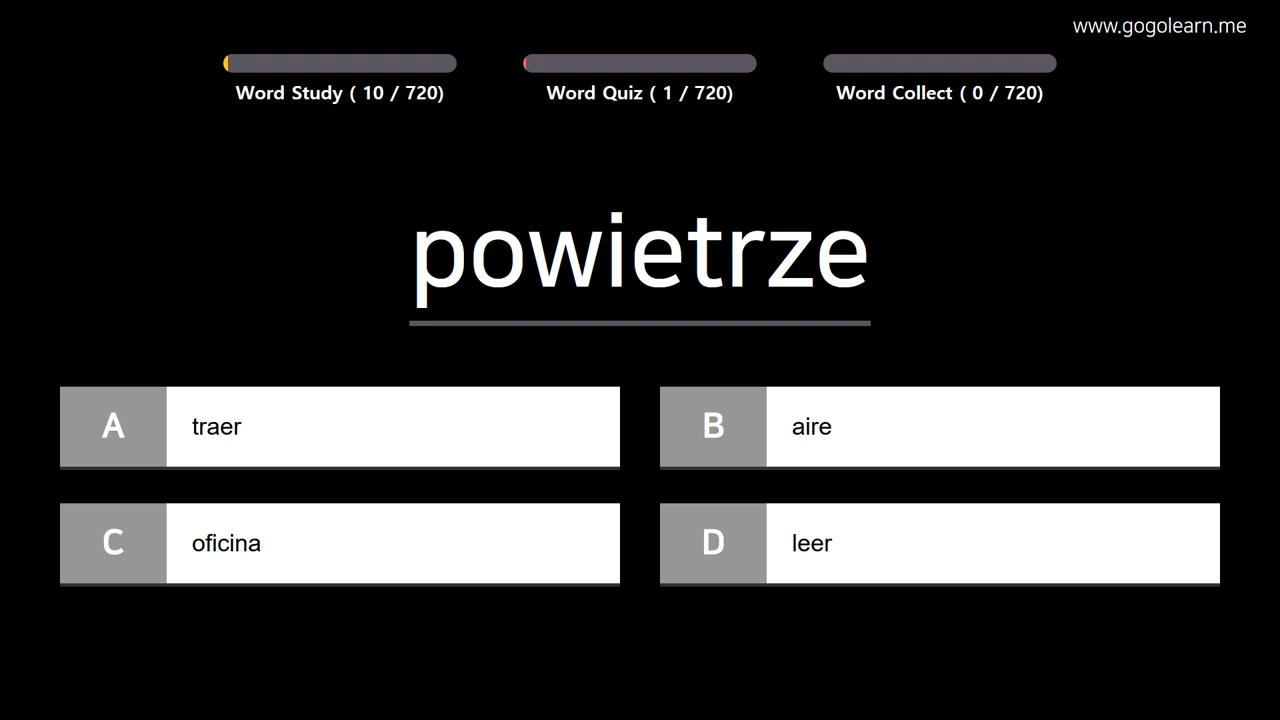 www.gogolearn.me
Word Study ( 10 / 720)
Word Quiz ( 1 / 720)
Word Collect ( 0 / 720)
powietrze
A traer
B aire
C oficina
D leer